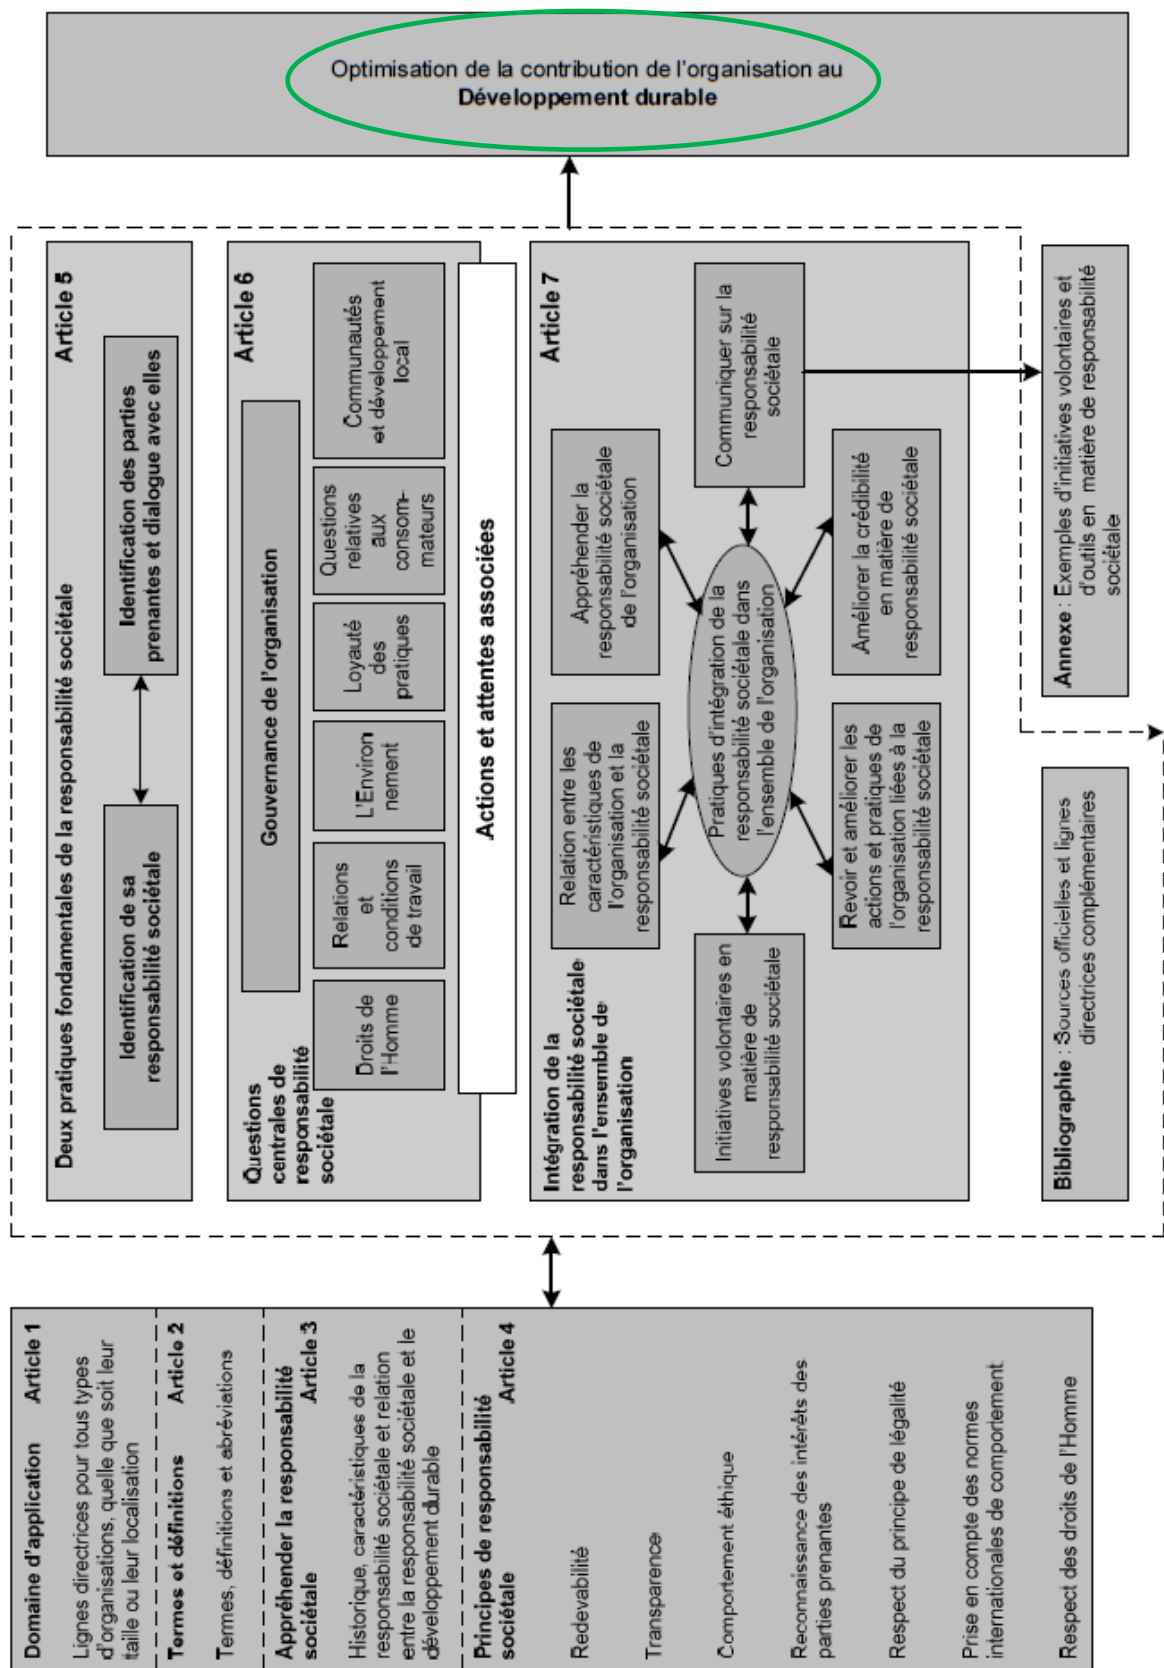 Domaine d'application Article 1
Lignes directrices pour tous types
d'organisations, quelle que soit leur
taille ou leur localisation
Termes et définitions Article 2
Termes, définitions et abréviations
Appréhender la responsabilité
sociétale Article 3
Historique, caractéristiques de la
responsabilité sociétale et relation
entre la responsabilité sociétale et le
développement durable
Principes de responsabilité
sociétale Article 4
Redevabilité
Transparence
Comportement éthique
Reconnaissance des intérêts des
parties prenantes
Respect du principe de légalité
Prise en compte des normes
internationales de comportement
Respect des droits de l'Homme
Deux pratiques fondamentales de la responsabilité sociétale Article 5
Identification de sa
responsabilité sociétale
Identification des parties
prenantes et dialogue avec elles
Questions
centrales de
responsabilité
sociétale
Article 6
Gouvernance de l'organisation
Droits de
l'Homme
Relations
et
conditions
de travail
L'Environ
nement
Loyauté
des
pratiques
Questions
relatives
aux
consom-
mateurs
Communautés
et développement
local
Actions et attentes associées
Intégration de la
responsabilité sociétale
dans l'ensemble de
l'organisation
Article 7
Relation entre les
caractéristiques de
l'organisation et la
responsabilité sociétale
Appréhender la
responsabilité sociétale
de l'organisation
Initiatives volontaires en
matière de
responsabilité sociétale
Pratiques d'intégration de la
responsabilité sociétale dans
l'ensemble de l'organisation
Communiquer sur la
responsabilité
sociétale
Revoir et améliorer les
actions et pratiques de
l'organisation liées à la
responsabilité sociétale
Améliorer la crédibilité
en matière de
responsabilité sociétale
Bibliographie : Sources officielles et lignes
directrices complémentaires
Annexe : Exemples d'initiatives volontaires et
d'outils en matière de responsabilité
sociétale
Optimisation de la contribution de l'organisation au
Développement durable